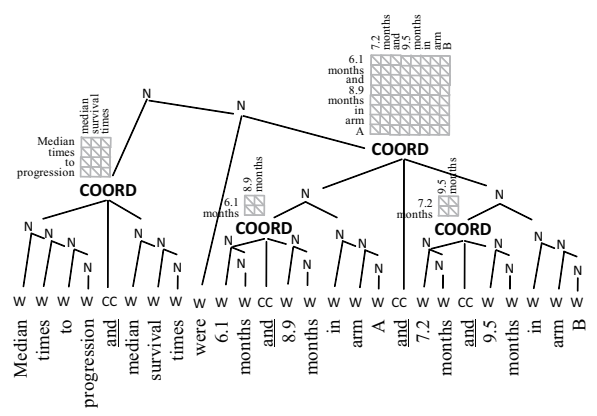 7.2 months and 9.5 months in arm B
6.1
months
and
8.9
months
in
arm
A
N
N
median survival times
Median
times
to
progression
COORD
COORD
8.9 months
6.1
months
9.5 months
7.2
months
N
N
COORD
COORD
N N N N N N N N N N N N N N
N N N N N N N
W W W W CC W W W W W W CC W W W W W CC W W CC W W W W W
Median times to progression and median survival times were 6.1 months and 8.9 months in arm A and 7.2 months and 9.5 months in arm B